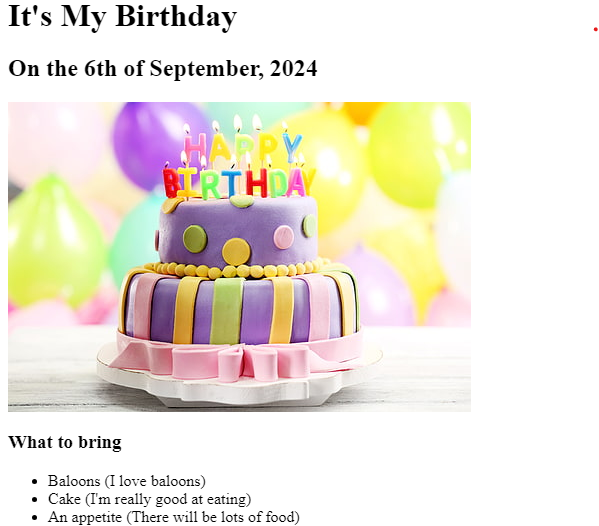 It's My Birthday
On the 6th of September, 2024
HAPPY
BIRTHDAY
What to bring
Baloons (I love baloons)
Cake (I'm really good at eating)
An appetite (There will be lots of food)